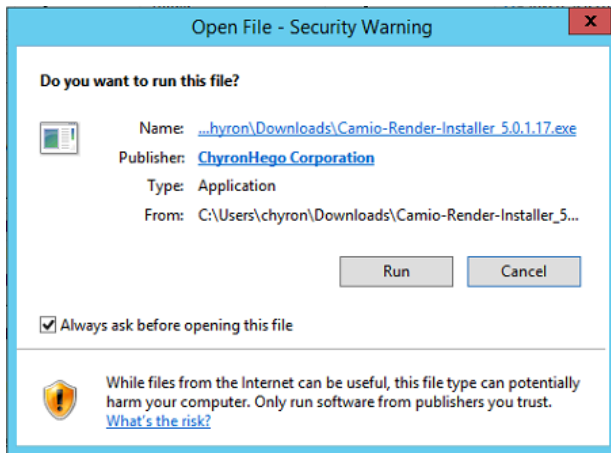 Open File - Security Warning
x
Do you want to run this file?
Name: ...hyron\Downloads\Camio-Render-Installer_5.0.1.17.exe
Publisher: ChyronHego Corporation
Type: Application
From: C:\Users\chyron\Downloads\Camio-Render-Installer_5...
Run Cancel
Always ask before opening this file
While files from the Internet can be useful, this file type can potentially
harm your computer. Only run software from publishers you trust.
What's the risk?